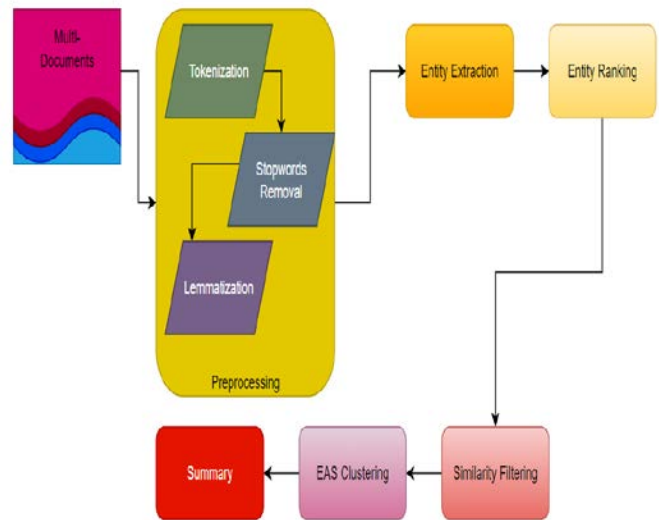 Multi-
Documents
Tokenization
Stopwords
Removal
Lemmatization
Preprocessing
Entity Extraction
Entity Ranking
Similarity Filtering
EAS Clustering
Summary